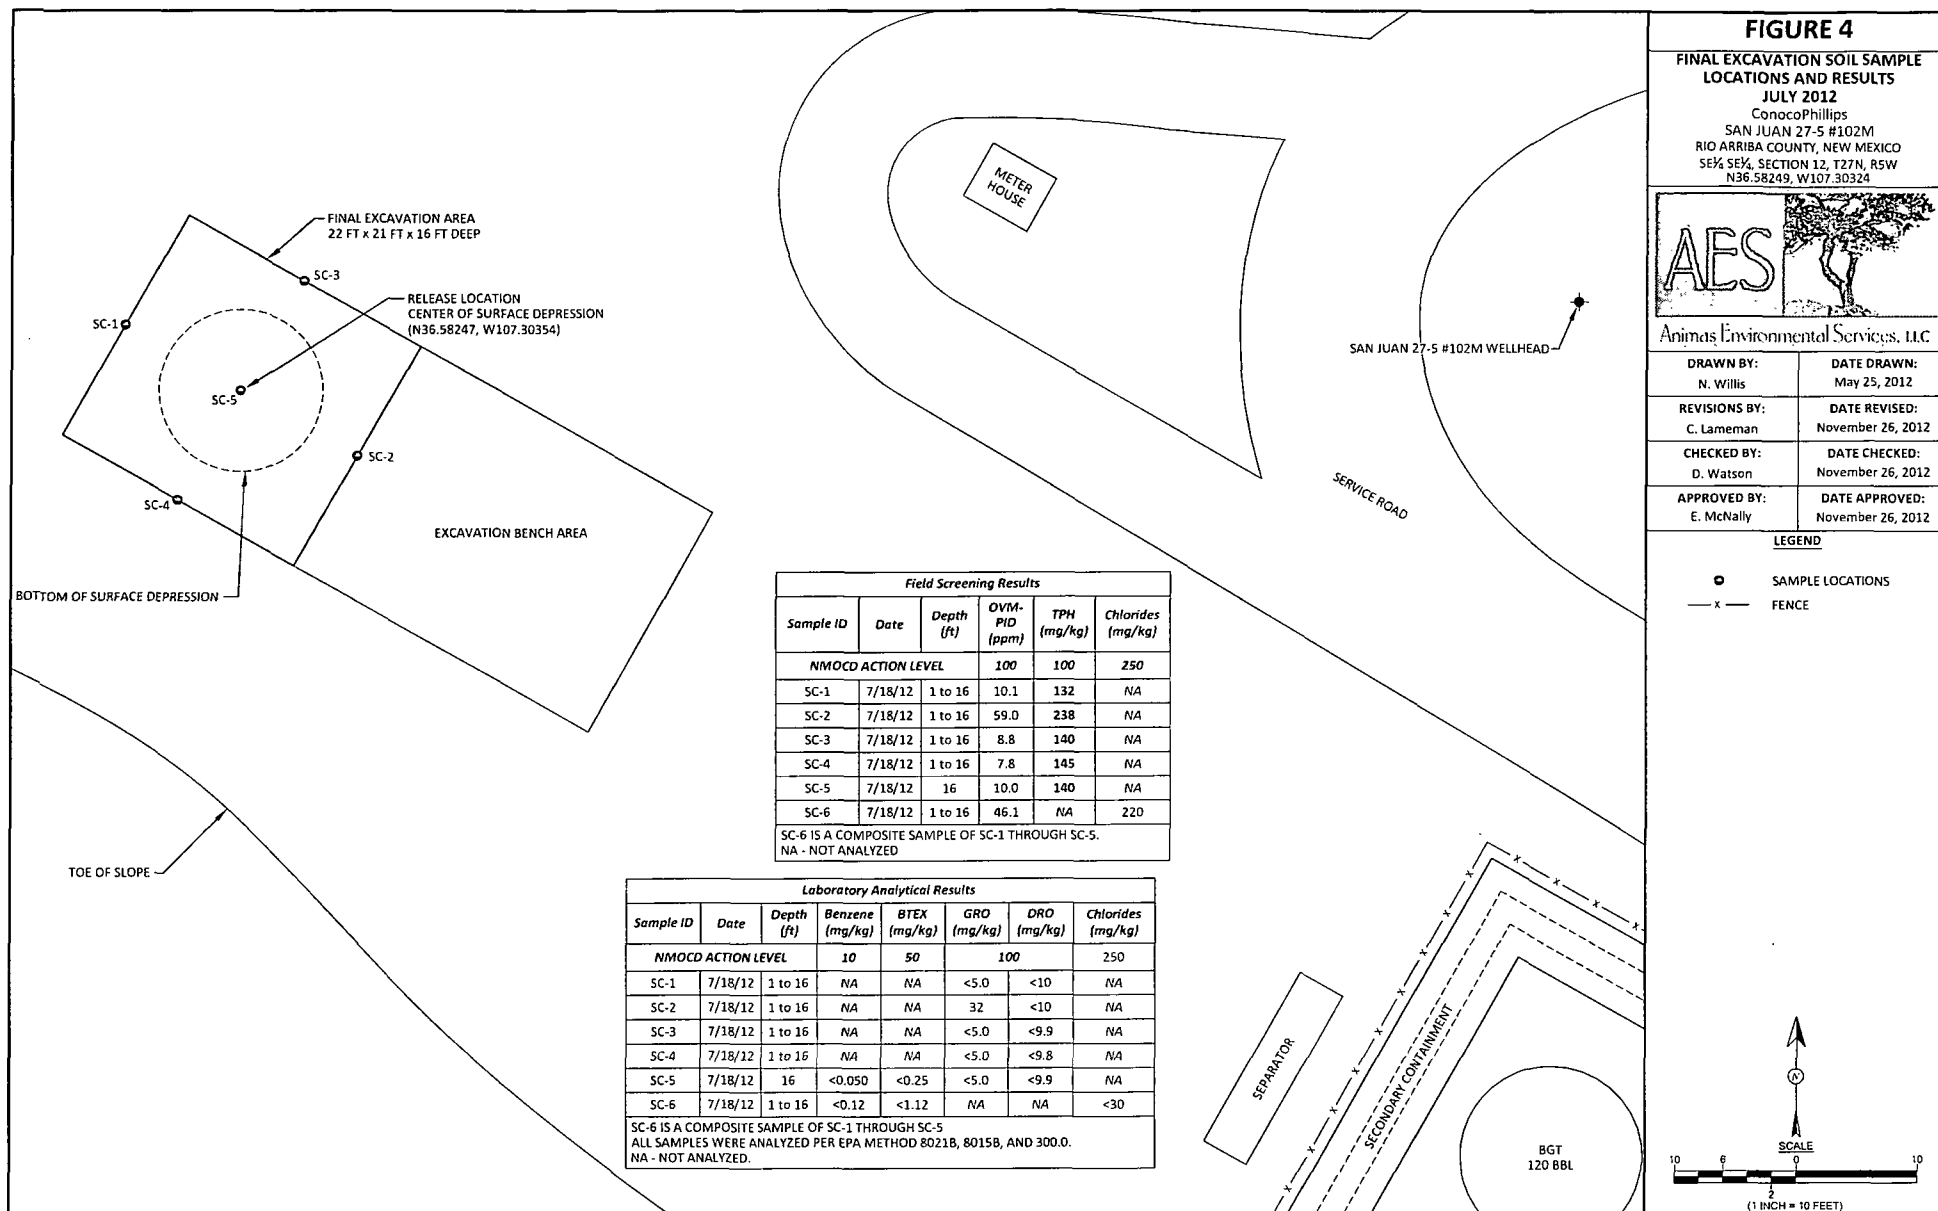 FIGURE 4
FINAL EXCAVATION SOIL SAMPLE
LOCATIONS AND RESULTS
JULY 2012
ConocoPhillips
SAN JUAN 27-5 #102M
RIO ARRIBA COUNTY, NEW MEXICO
SE¼ SE¼, SECTION 12, T27N, R5W
N36.58249, W107.30324
AES
Animas Environmental Services, LLC
DRAWN BY: DATE DRAWN:
N. Willis May 25, 2012
REVISIONS BY: DATE REVISED:
C. Lameman November 26, 2012
CHECKED BY: DATE CHECKED:
D. Watson November 26, 2012
APPROVED BY: DATE APPROVED:
E. McNally November 26, 2012
LEGEND
SAMPLE LOCATIONS
x FENCE
N
SCALE
10 6 0 10
2
(1 INCH = 10 FEET)
METER
HOUSE
FINAL EXCAVATION AREA
22 FT x 21 FT x 16 FT DEEP
SC-3
RELEASE LOCATION
CENTER OF SURFACE DEPRESSION
(N36.58247, W107.30354)
SC-1
SAN JUAN 27-5 #102M WELLHEAD
SC-5
SC-2
SC-4
SERVICE ROAD
EXCAVATION BENCH AREA
BOTTOM OF SURFACE DEPRESSION
TOE OF SLOPE
Field Screening Results
Sample ID Date Depth (ft) OVM-PID (ppm) TPH (mg/kg) Chlorides (mg/kg)
NMOCD ACTION LEVEL 100 100 250
SC-1 7/18/12 1 to 16 10.1 132 NA
SC-2 7/18/12 1 to 16 59.0 238 NA
SC-3 7/18/12 1 to 16 8.8 140 NA
SC-4 7/18/12 1 to 16 7.8 145 NA
SC-5 7/18/12 16 10.0 140 NA
SC-6 7/18/12 1 to 16 46.1 NA 220
SC-6 IS A COMPOSITE SAMPLE OF SC-1 THROUGH SC-5.
NA - NOT ANALYZED
Laboratory Analytical Results
Sample ID Date Depth (ft) Benzene (mg/kg) BTEX (mg/kg) GRO (mg/kg) DRO (mg/kg) Chlorides (mg/kg)
NMOCD ACTION LEVEL 10 50 100 250
SC-1 7/18/12 1 to 16 NA NA <5.0 <10 NA
SC-2 7/18/12 1 to 16 NA NA 32 <10 NA
SC-3 7/18/12 1 to 16 NA NA <5.0 <9.9 NA
SC-4 7/18/12 1 to 16 NA NA <5.0 <9.8 NA
SC-5 7/18/12 16 <0.050 <0.25 <5.0 <9.9 NA
SC-6 7/18/12 1 to 16 <0.12 <1.12 NA NA <30
SC-6 IS A COMPOSITE SAMPLE OF SC-1 THROUGH SC-5
ALL SAMPLES WERE ANALYZED PER EPA METHOD 8021B, 8015B, AND 300.0.
NA - NOT ANALYZED.
SEPARATOR
SECONDARY CONTAINMENT
BGT
120 BBL